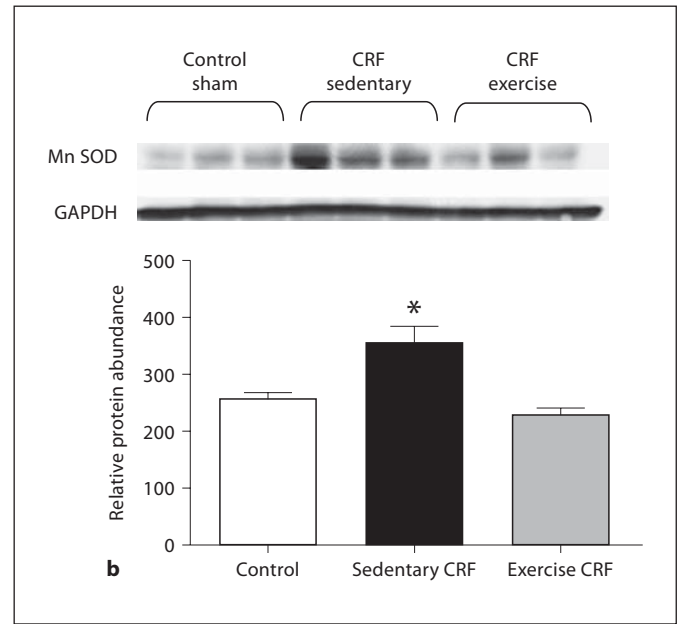 Control
sham
CRF
sedentary
CRF
exercise
Mn SOD
GAPDH
Relative protein abundance
500
400
300
200
100
0
*
Control
Sedentary CRF
Exercise CRF
b